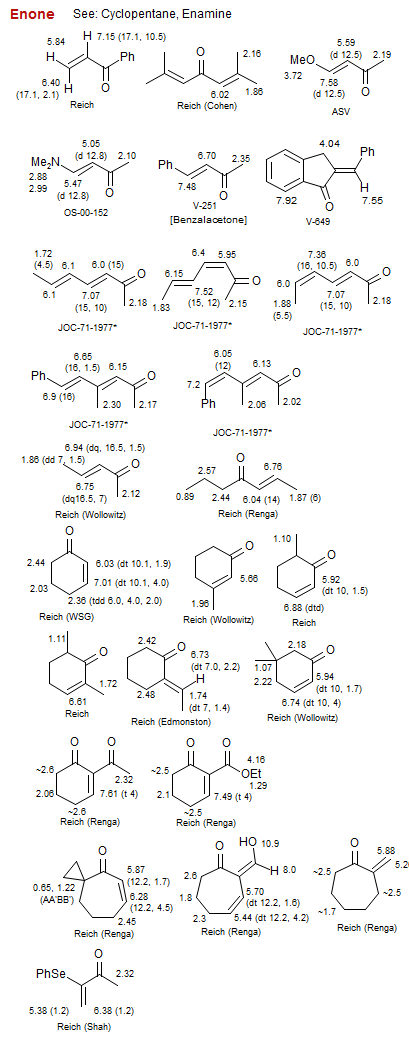 Enone See: Cyclopentane, Enamine
5.84 H H 7.15 (17.1, 10.5)
Ph
6.40 H O
(17.1, 2.1)
Reich
O 2.16
6.02 1.86
Reich (Cohen)
5.59
(d 12.5) 2.19
MeO
3.72 7.58 O
(d 12.5)
ASV
5.05
(d 12.8) 2.10
Me2N
2.88 5.47 O
2.99 (d 12.8)
OS-00-152
Ph 6.70 2.35
7.48 O
V-251
[Benzalacetone]
4.04
Ph
H
7.92 O 7.55
V-649
1.72
(4.5) 6.1 6.0 (15)
O
6.1 7.07 2.18
(15, 10)
JOC-71-1977*
6.4 5.95
6.15 O
1.83 7.52 2.15
(15, 12)
JOC-71-1977*
7.36
(16, 10.5) 6.0
O
6.0
1.88 7.07 2.18
(5.5) (15, 10)
JOC-71-1977*
6.65
(16, 1.5) 6.15
Ph O
6.9 (16) 2.30 2.17
JOC-71-1977*
6.05
(12) 6.13
7.2 O
Ph 2.06 2.02
JOC-71-1977*
6.94 (dq, 16.5, 1.5)
1.86 (dd 7, 1.5)
O
6.75 2.12
(dq16.5, 7)
Reich (Wollowitz)
2.57 O 6.76
0.89 2.44 6.04 (14) 1.87 (6)
Reich (Renga)
O
2.44 6.03 (dt 10.1, 1.9)
2.03 7.01 (dt 10.1, 4.0)
2.36 (tdd 6.0, 4.0, 2.0)
Reich (WSG)
O
5.66
1.96
Reich (Wollowitz)
1.10
O
5.92
(dt 10, 1.5)
6.88 (dtd)
Reich
1.11
O
1.72
6.61
Reich
2.42
O 6.73
(dt 7.0, 2.2)
H
2.48 1.74
(dt 7, 1.4)
Reich (Edmonston)
2.18
O
1.07
2.22 5.94
(dt 10, 1.7)
6.74 (dt 10, 4)
Reich (Wollowitz)
O O
~2.6
2.32
2.06 7.61 (t 4)
~2.6
Reich (Renga)
O O 4.16
~2.5 OEt
1.29
2.1 7.49 (t 4)
~2.5
Reich (Renga)
O
5.87
(12.2, 1.7)
0.65, 1.22
(AA'BB') 6.28
(12.2, 4.5)
2.45
Reich (Renga)
HO 10.9
O
2.6 H 8.0
1.8 5.70
(dt 12.2, 1.6)
2.3 5.44 (dt 12.2, 4.2)
Reich (Renga)
O 5.88
~2.5
~2.5
~1.7
Reich (Renga)
O
PhSe 2.32
5.38 (1.2) 6.38 (1.2)
Reich (Shah)